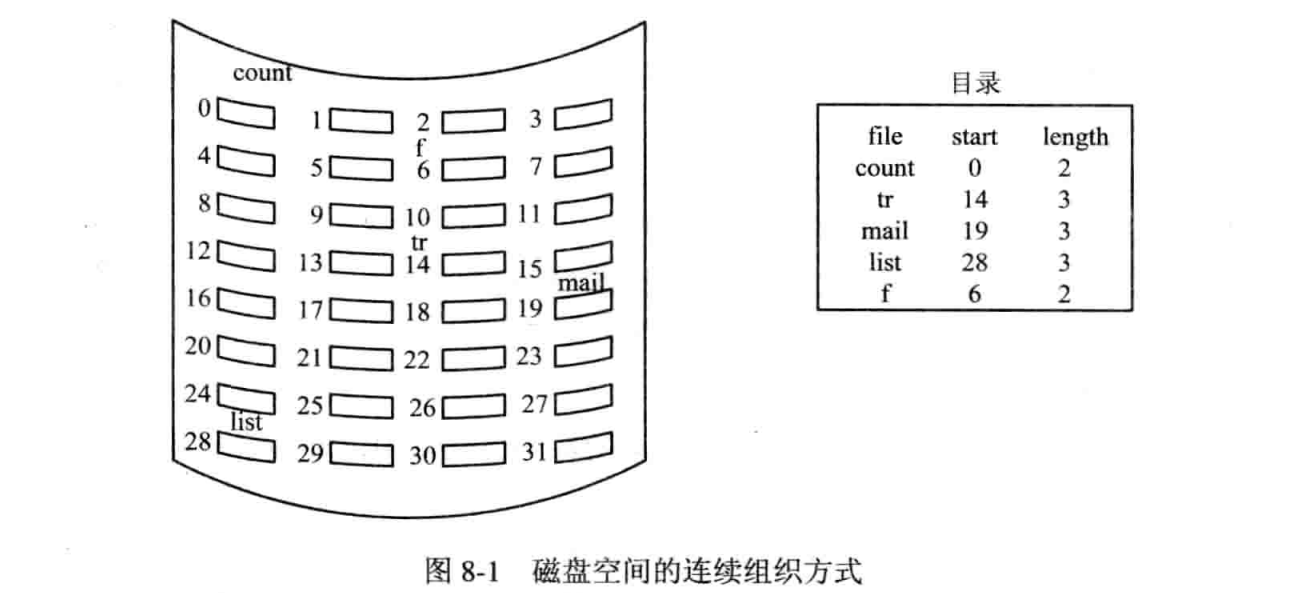 count
0 1 2 3
f
4 5 6 7
8 9 10 11
tr
12 13 14 15
mail
16 17 18 19
20 21 22 23
24 25 26 27
list
28 29 30 31
目录
file start length
count 0 2
tr 14 3
mail 19 3
list 28 3
f 6 2
图 8-1 磁盘空间的连续组织方式